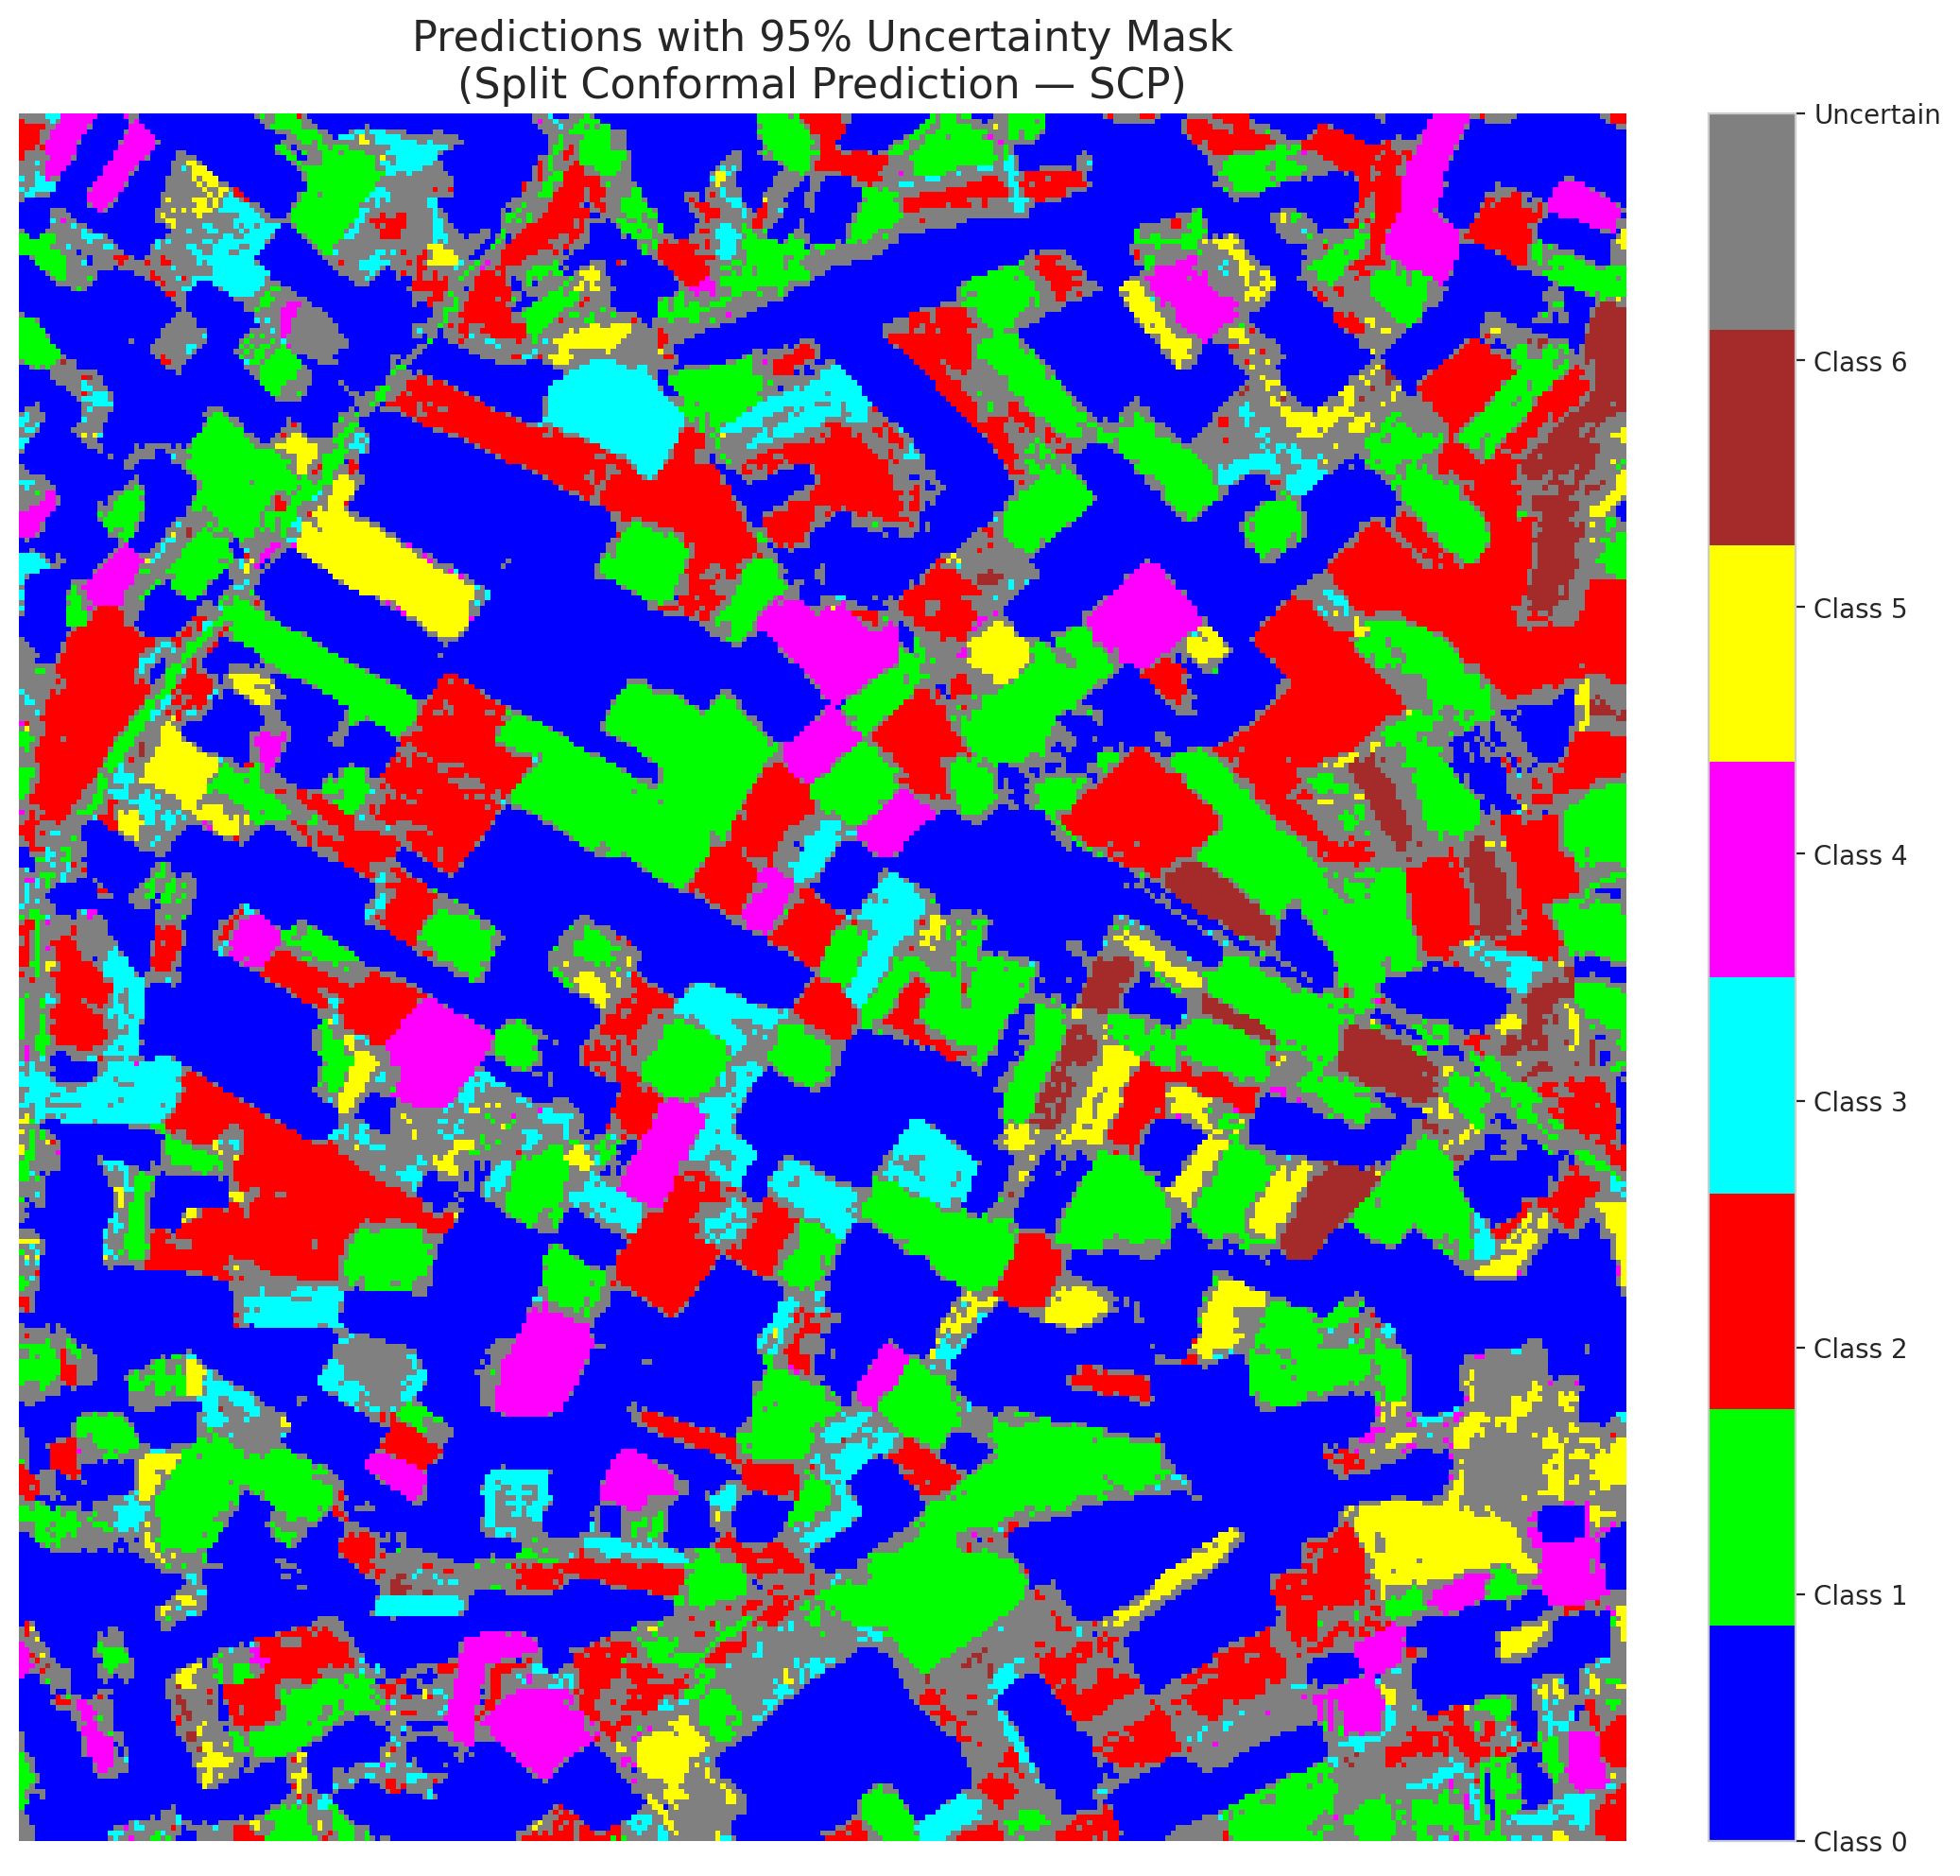 Predictions with 95% Uncertainty Mask
(Split Conformal Prediction — SCP)
Uncertain
Class 6
Class 5
Class 4
Class 3
Class 2
Class 1
Class 0